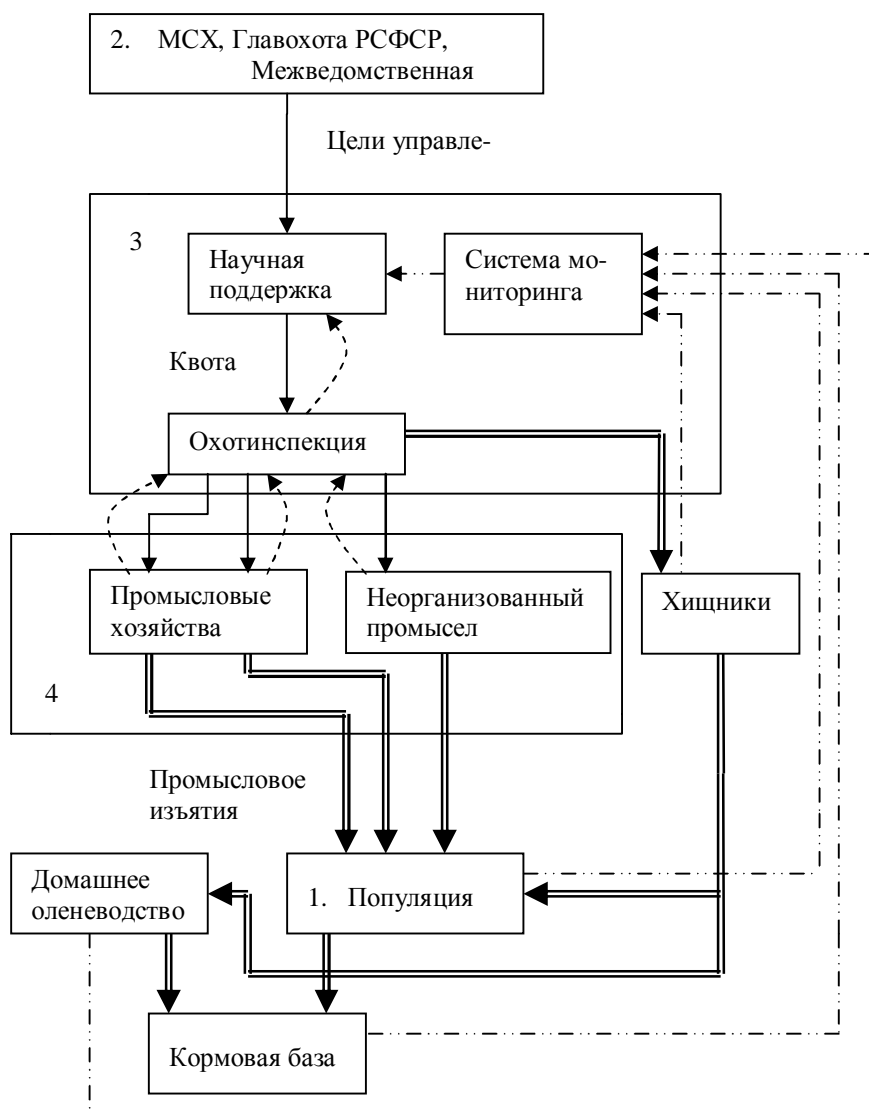 2. МСХ, Главохота РСФСР,
Межведомственная
Цели управле-
3
Научная
поддержка
Система мо-
ниторинга
Квота
Охотинспекция
Промысловые
хозяйства
Неорганизованный
промысел
Хищники
4
Промысловое
изъятия
Домашнее
оленеводство
1. Популяция
Кормовая база